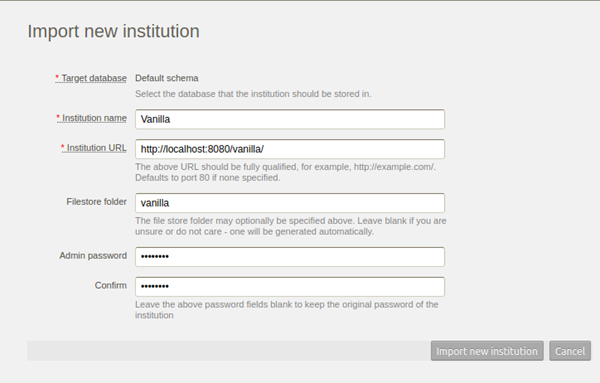 Import new institution
* Target database Default schema
Select the database that the institution should be stored in.
* Institution name Vanilla
* Institution URL http://localhost:8080/vanilla/
The above URL should be fully qualified, for example, http://example.com/.
Defaults to port 80 if none specified.
Filestore folder vanilla
The file store folder may optionally be specified above. Leave blank if you are
unsure or do not care - one will be generated automatically.
Admin password ••••••••
Confirm ••••••••
Leave the above password fields blank to keep the original password of the
institution
Import new institution Cancel